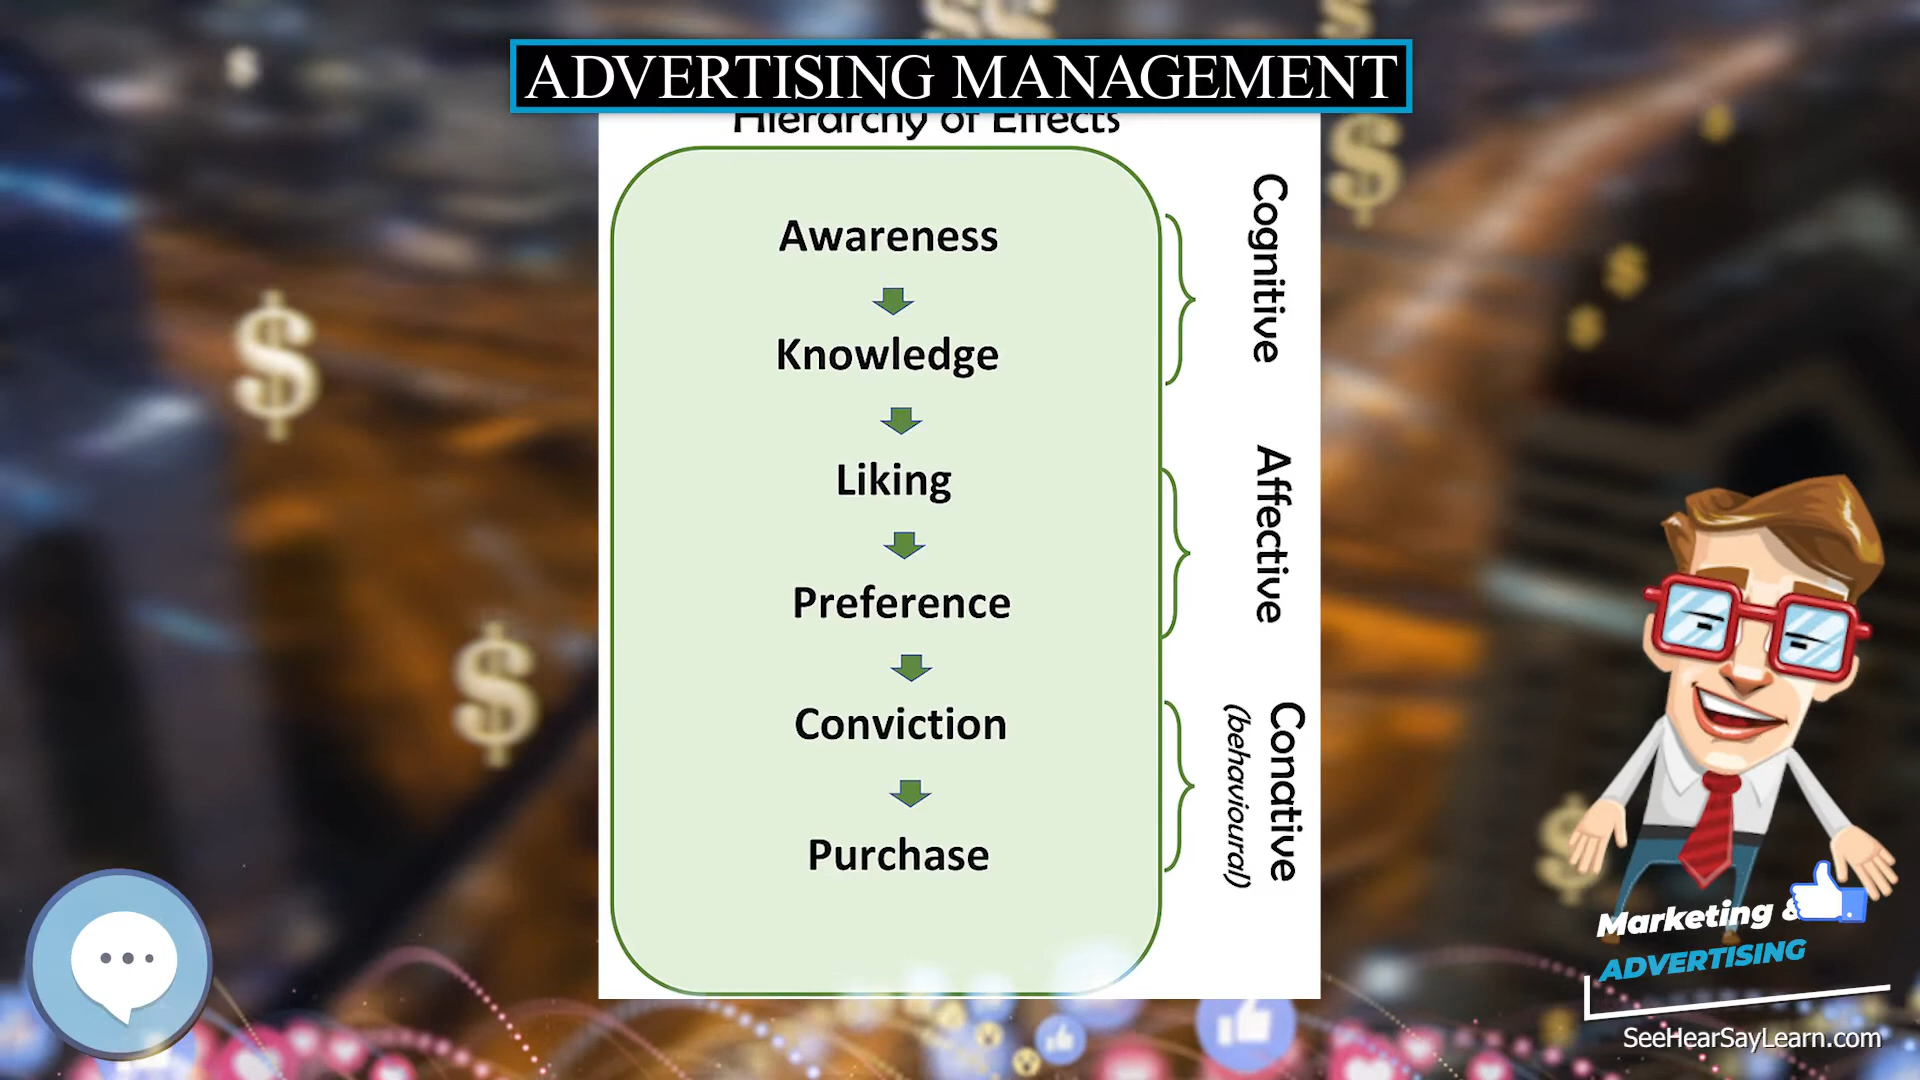 ADVERTISING MANAGEMENT
Hierarchy of Effects
Awareness
Knowledge
Liking
Preference
Conviction
Purchase
Cognitive
Affective
Conative
(behavioural)
Marketing &
ADVERTISING
SeeHearSayLearn.com